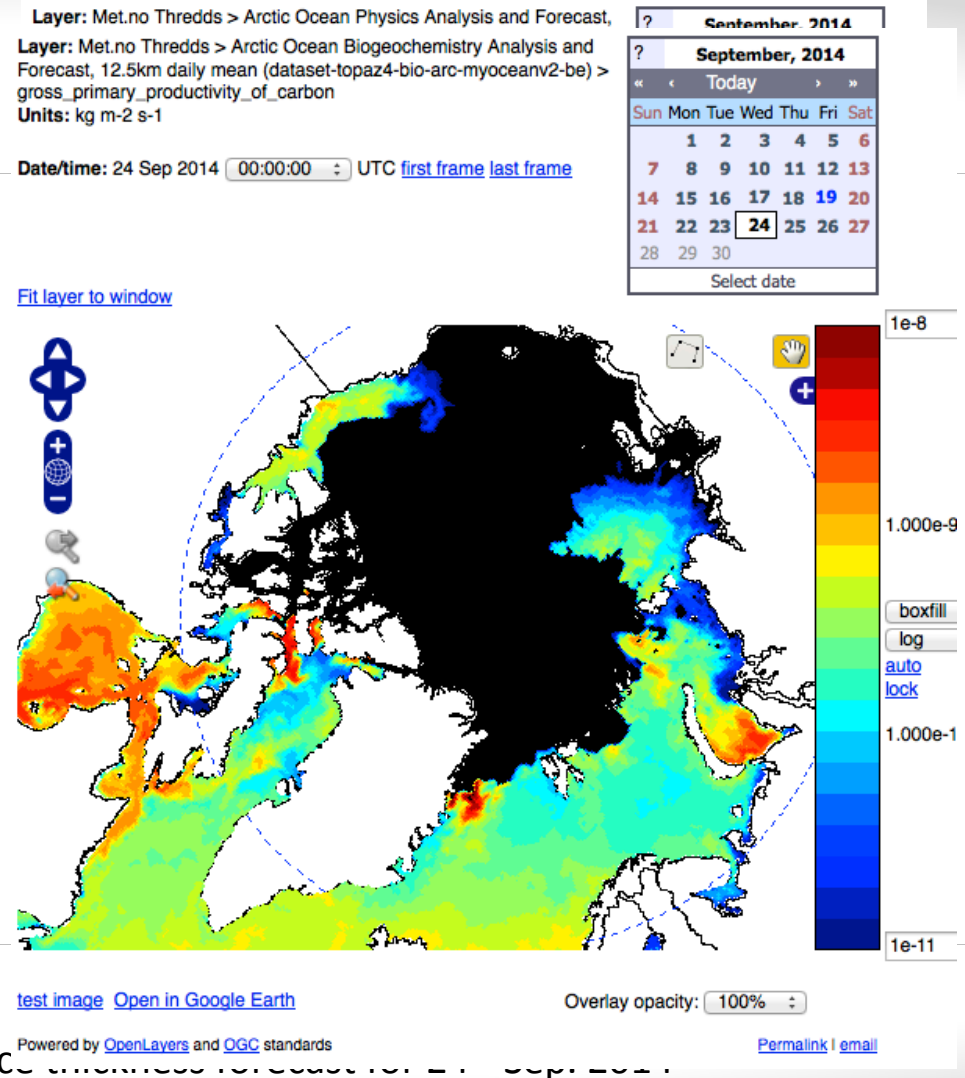 Layer: Met.no Thredds > Arctic Ocean Physics Analysis and Forecast,
? September, 2014
Layer: Met.no Thredds > Arctic Ocean Biogeochemistry Analysis and
Forecast, 12.5km daily mean (dataset-topaz4-bio-arc-myoceanv2-be) >
gross_primary_productivity_of_carbon
Units: kg m-2 s-1
Date/time: 24 Sep 2014 00:00:00 UTC first frame last frame
? September, 2014
« ‹ Today › »
Sun Mon Tue Wed Thu Fri Sat
1 2 3 4 5 6
7 8 9 10 11 12 13
14 15 16 17 18 19 20
21 22 23 24 25 26 27
28 29 30
Select date
Fit layer to window
1e-8
1.000e-9
boxfill
log
auto
lock
1.000e-1
1e-11
test image Open in Google Earth
Overlay opacity: 100%
Powered by OpenLayers and OGC standards
Permalink | email
thickness forecast for 24 Sep. 2014